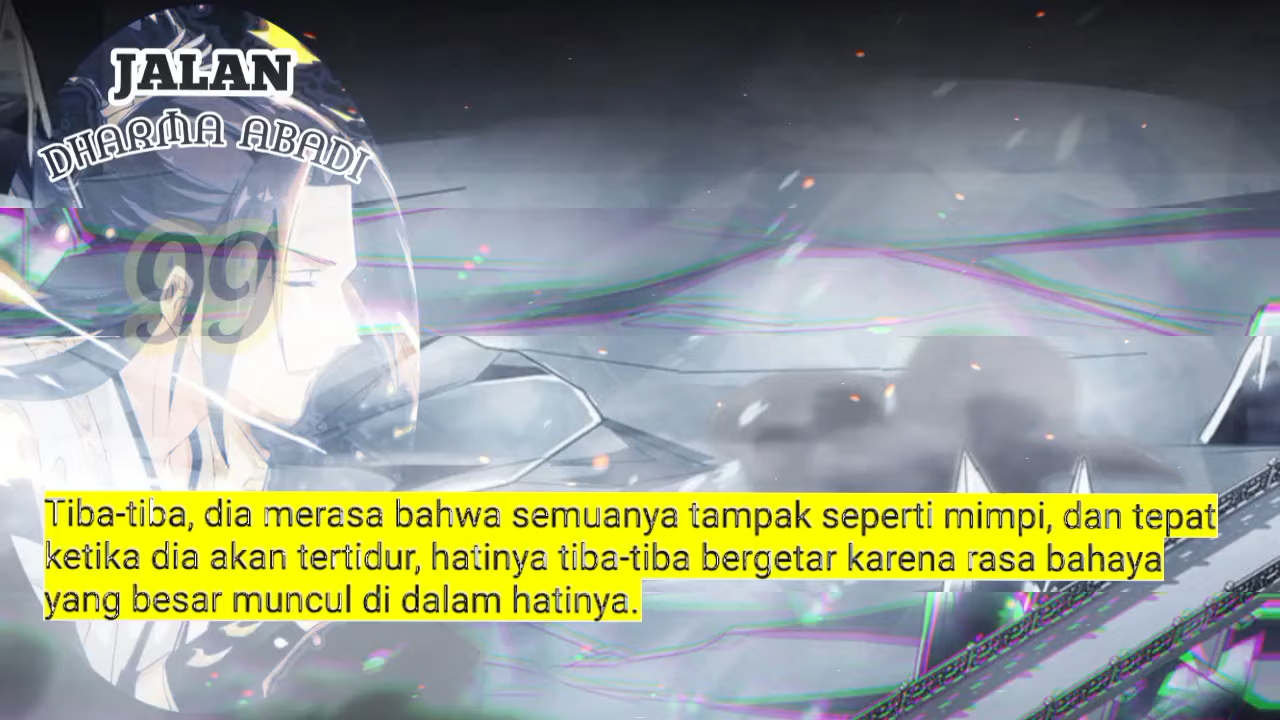 JALAN
DHARMA ABADI
99
Tiba-tiba, dia merasa bahwa semuanya tampak seperti mimpi, dan tepat
ketika dia akan tertidur, hatinya tiba-tiba bergetar karena rasa bahaya
yang besar muncul di dalam hatinya.